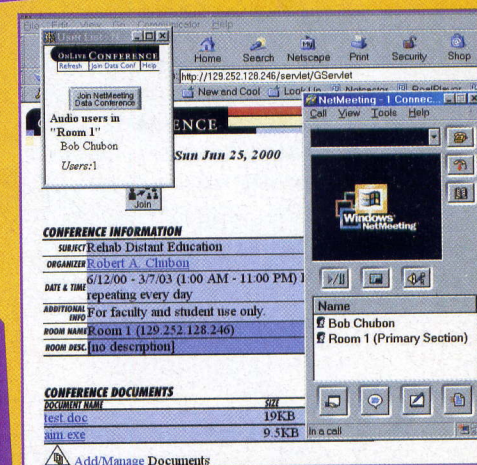 File Edit View Go Communicator Help
User List: N
ONLIVE CONFERENCE
Refresh Join Data Conf Help
Join NetMeeting
Data Conference
Audio users in
"Room 1"
Bob Chubon
Users:1
Home Search Netscape Print Security Shop
http://129.252.128.246/servlet/GServlet
New and Cool Look Up Netscape RealPlayer
ENCE
Sun Jun 25, 2000
Join
CONFERENCE INFORMATION
SUBJECT Rehab Distant Education
ORGANIZER Robert A. Chubon
DATE & TIME 6/12/00 - 3/7/03 (1:00 AM - 11:00 PM)
repeating every day
ADDITIONAL INFO For faculty and student use only.
ROOM NAME Room 1 (129.252.128.246)
ROOM DESC. [no description]
CONFERENCE DOCUMENTS
DOCUMENT NAME SIZE
test.doc 19KB
aim.exe 9.5KB
Add/Manage Documents
NetMeeting - 1 Connec...
Call View Tools Help
Windows
NetMeeting
Name
Bob Chubon
Room 1 (Primary Section)
In a call